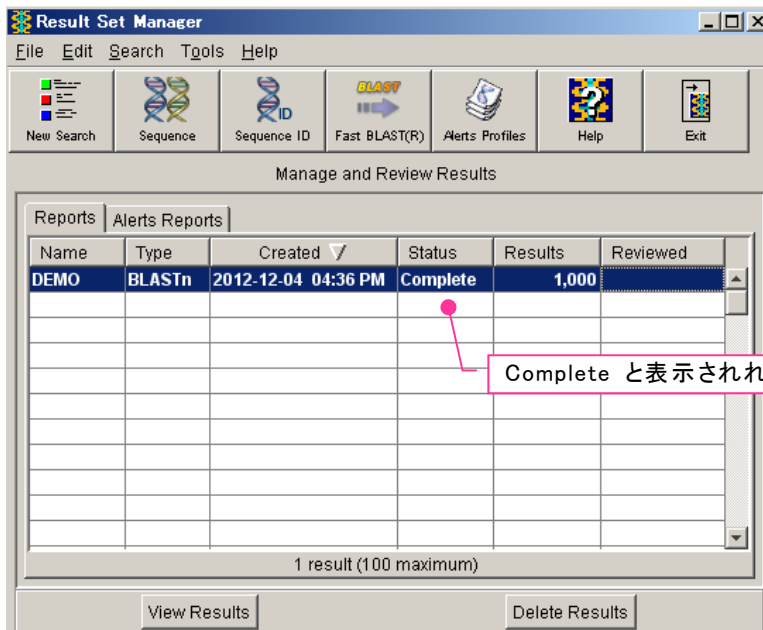 Result Set Manager
File Edit Search Tools Help
BLAST
ID
New Search Sequence Sequence ID Fast BLAST(R) Alerts Profiles Help Exit
Manage and Review Results
Reports Alerts Reports
Name Type Created Status Results Reviewed
DEMO BLASTn 2012-12-04 04:36 PM Complete 1,000
Complete と表示されれ
1 result (100 maximum)
View Results Delete Results